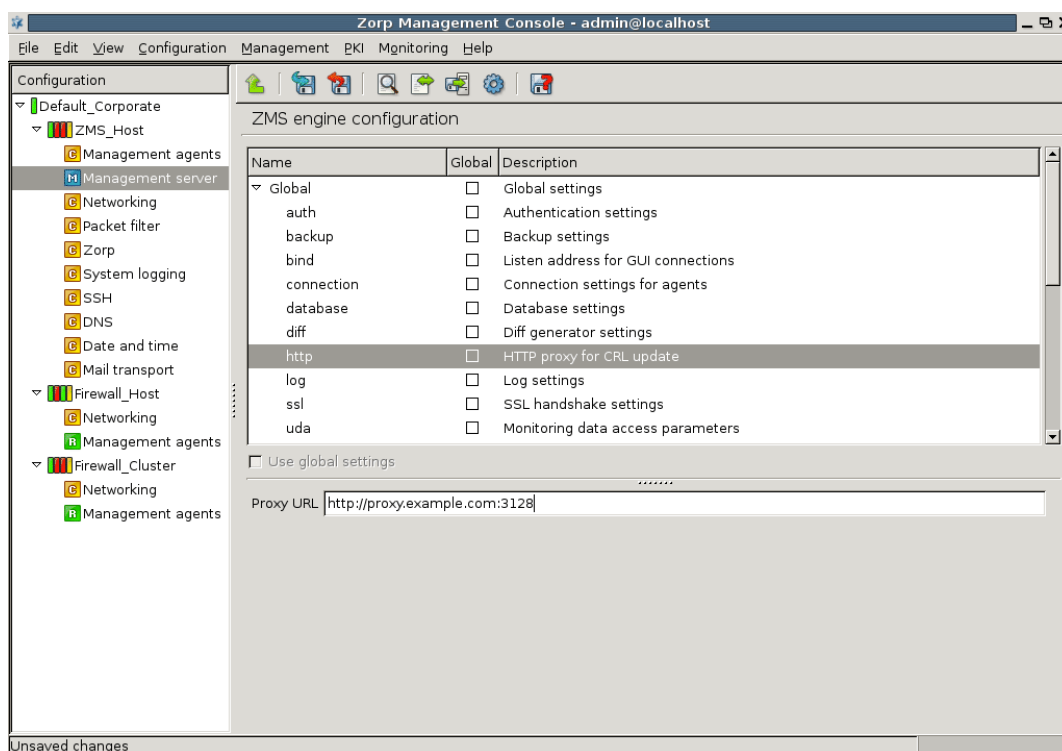 Zorp Management Console - admin@localhost
File Edit View Configuration Management PKI Monitoring Help
Configuration
Default_Corporate
ZMS_Host
Management agents
Management server
Networking
Packet filter
Zorp
System logging
SSH
DNS
Date and time
Mail transport
Firewall_Host
Networking
Management agents
Firewall_Cluster
Networking
Management agents
ZMS engine configuration
Name Global Description
Global Global settings
auth Authentication settings
backup Backup settings
bind Listen address for GUI connections
connection Connection settings for agents
database Database settings
diff Diff generator settings
http HTTP proxy for CRL update
log Log settings
ssl SSL handshake settings
uda Monitoring data access parameters
Use global settings
Proxy URL http://proxy.example.com:3128
Unsaved changes